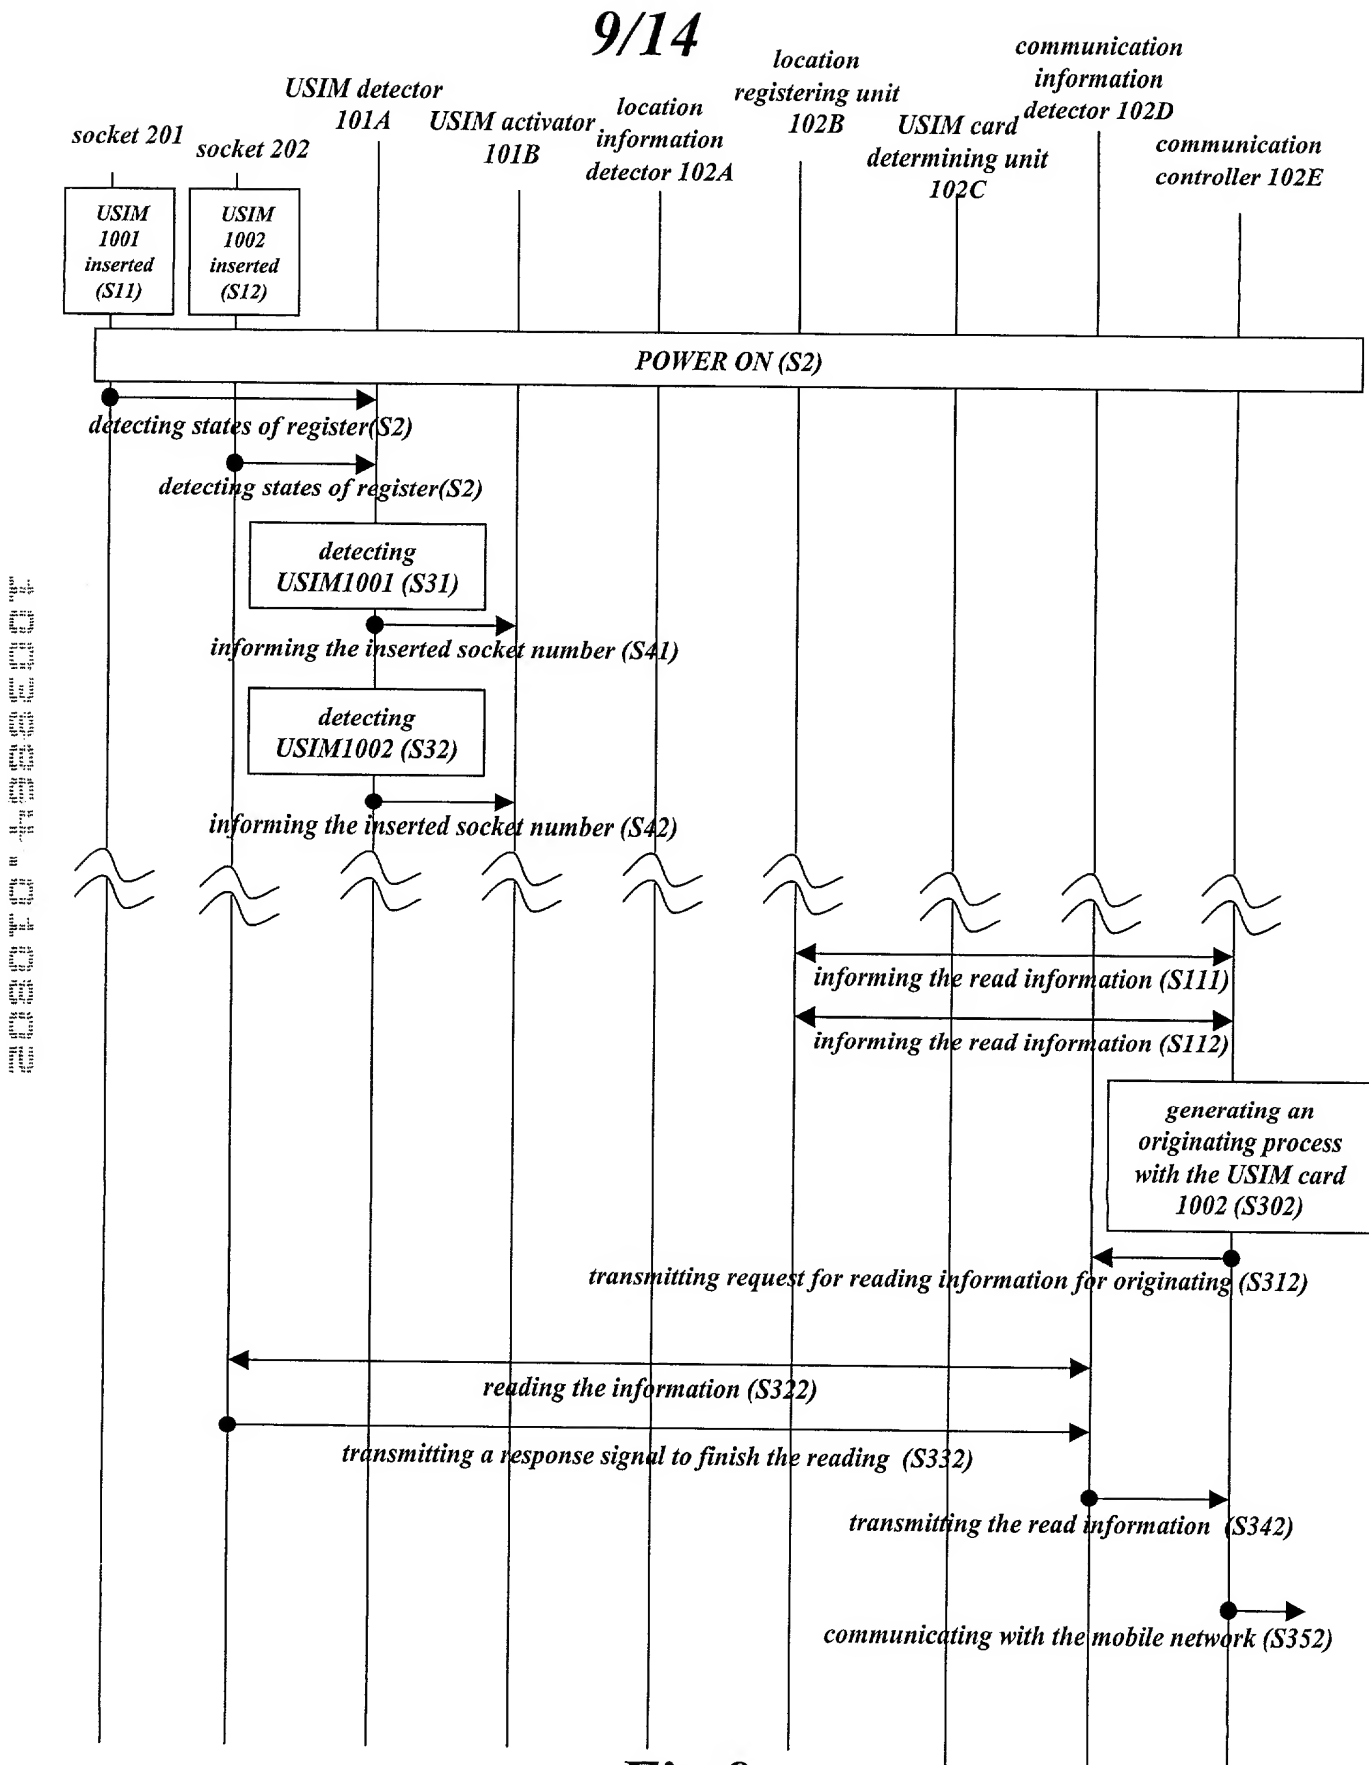 9/14
socket 201
socket 202
USIM detector
101A
USIM activator
101B
location
information
detector 102A
location
registering unit
102B
USIM card
determining unit
102C
communication
information
detector 102D
communication
controller 102E
USIM
1001
inserted
(S11)
USIM
1002
inserted
(S12)
POWER ON (S2)
detecting states of register(S2)
detecting states of register(S2)
detecting
USIM1001 (S31)
informing the inserted socket number (S41)
detecting
USIM1002 (S32)
informing the inserted socket number (S42)
informing the read information (S111)
informing the read information (S112)
generating an
originating process
with the USIM card
1002 (S302)
transmitting request for reading information for originating (S312)
reading the information (S322)
transmitting a response signal to finish the reading (S332)
transmitting the read information (S342)
communicating with the mobile network (S352)